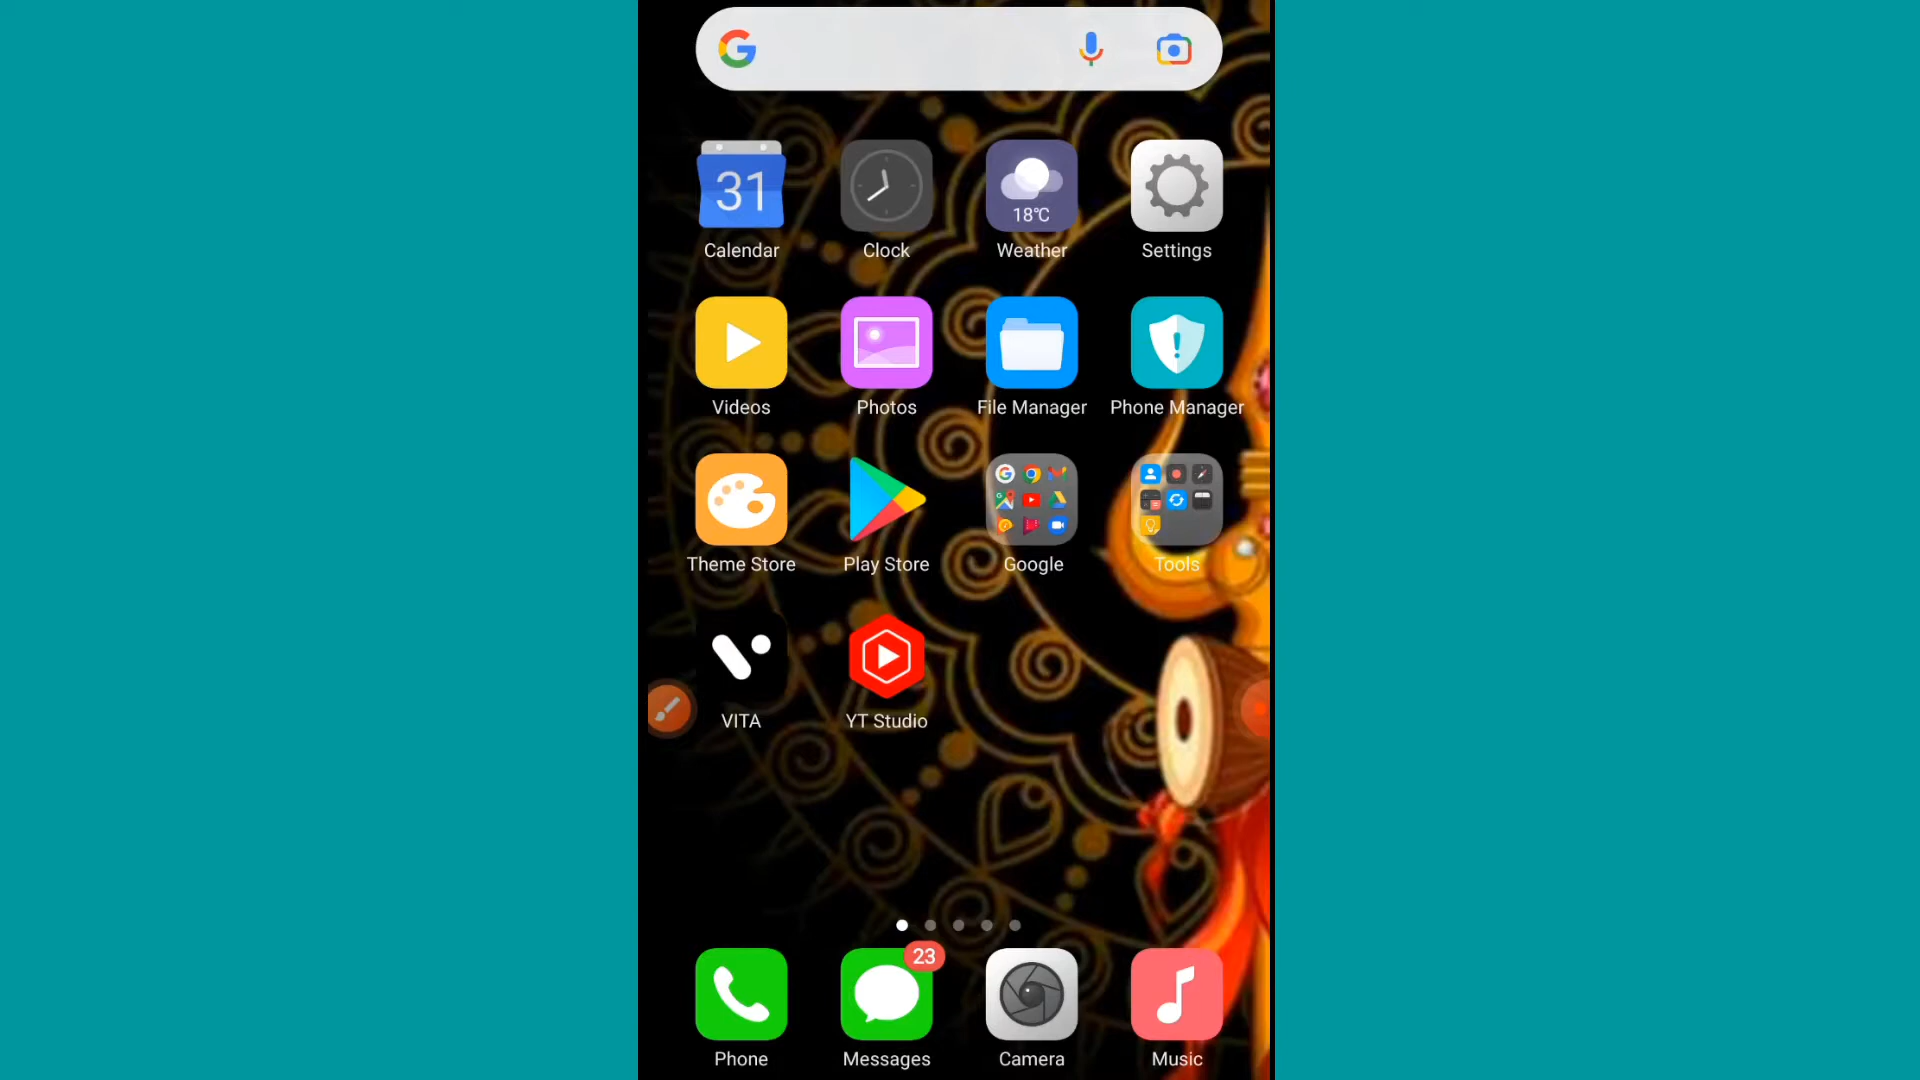 31
18°C
Calendar Clock Weather Settings
Videos Photos File Manager Phone Manager
Theme Store Play Store Google Tools
VITA YT Studio
23
Phone Messages Camera Music